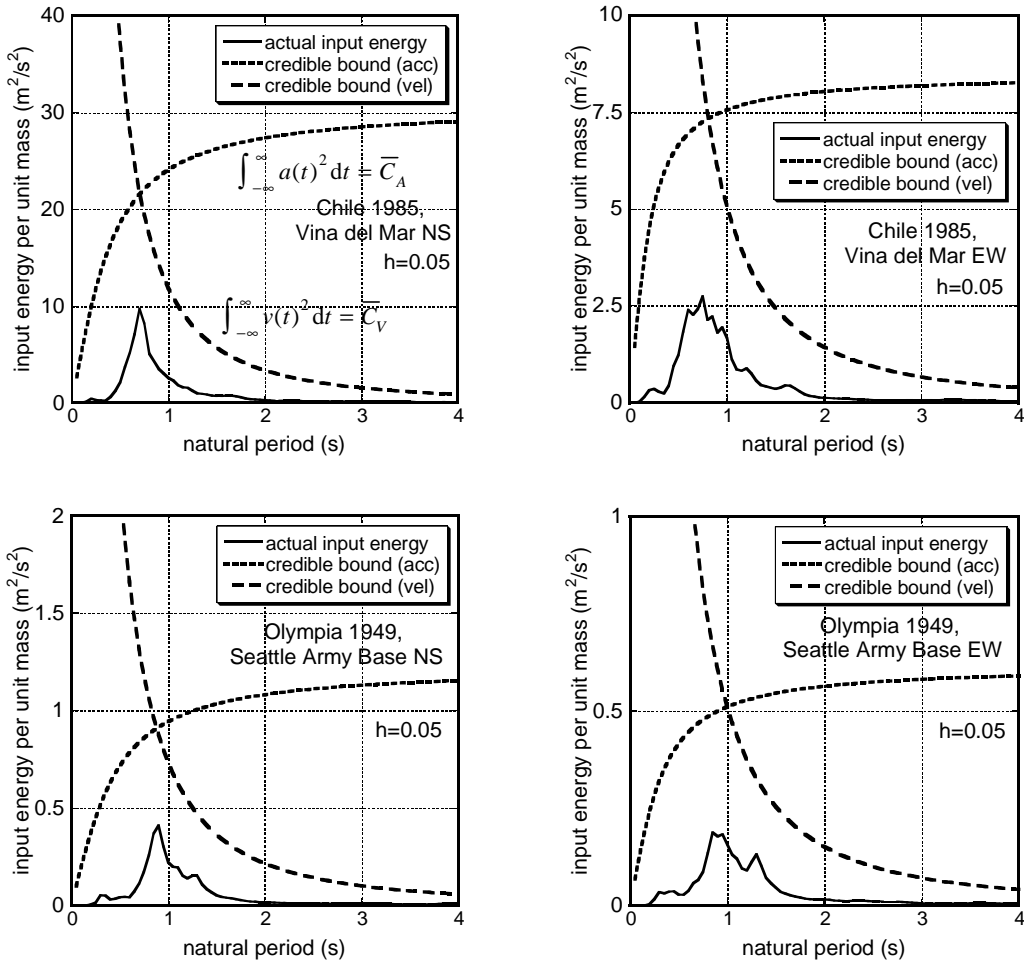 input energy per unit mass (m²/s²)
40
30
20
10
0
actual input energy
credible bound (acc)
credible bound (vel)
∫_{-∞}^{∞} a(t)² dt = \overline{C}_A
Chile 1985,
Vina del Mar NS
h=0.05
∫_{-∞}^{∞} v(t)² dt = \overline{C}_V
0 1 2 3 4
natural period (s)
input energy per unit mass (m²/s²)
10
7.5
5
2.5
0
actual input energy
credible bound (acc)
credible bound (vel)
Chile 1985,
Vina del Mar EW
h=0.05
0 1 2 3 4
natural period (s)
input energy per unit mass (m²/s²)
2
1.5
1
0.5
0
actual input energy
credible bound (acc)
credible bound (vel)
Olympia 1949,
Seattle Army Base NS
h=0.05
0 1 2 3 4
natural period (s)
input energy per unit mass (m²/s²)
1
0.5
0
actual input energy
credible bound (acc)
credible bound (vel)
Olympia 1949,
Seattle Army Base EW
h=0.05
0 1 2 3 4
natural period (s)